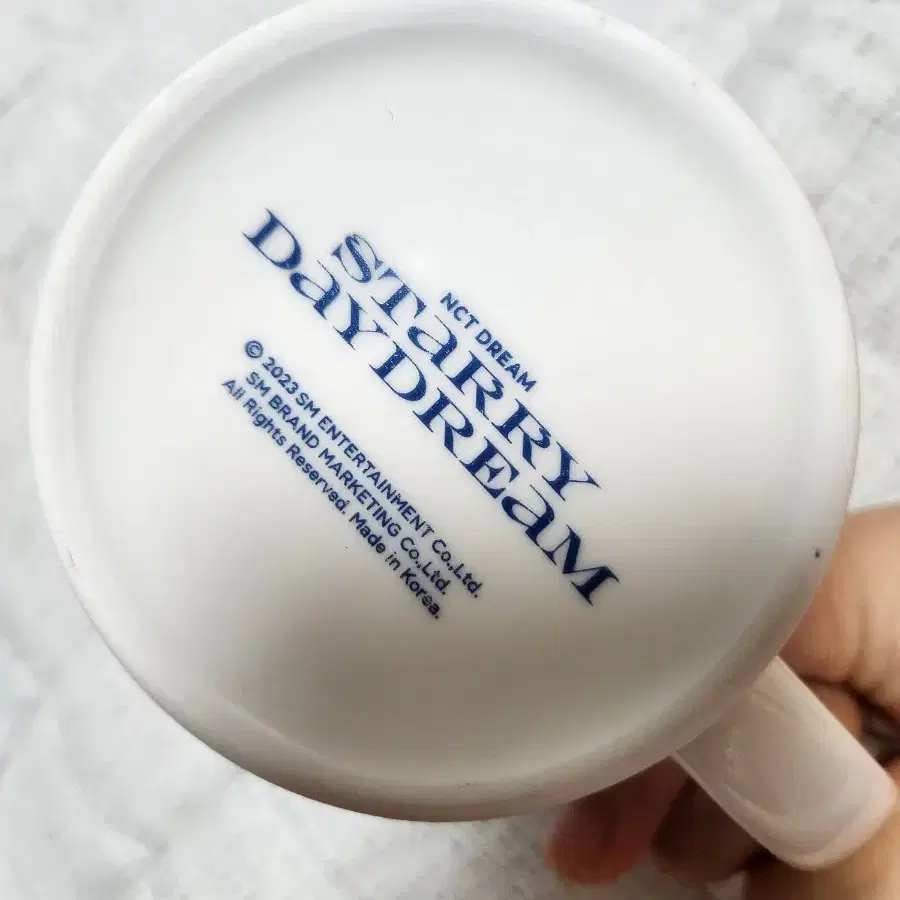 NCT DREAM
STaRRY
DaYDREaM
© 2023 SM ENTERTAINMENT Co.,Ltd.
SM BRAND MARKETING Co.,Ltd.
All Rights Reserved. Made in Korea.